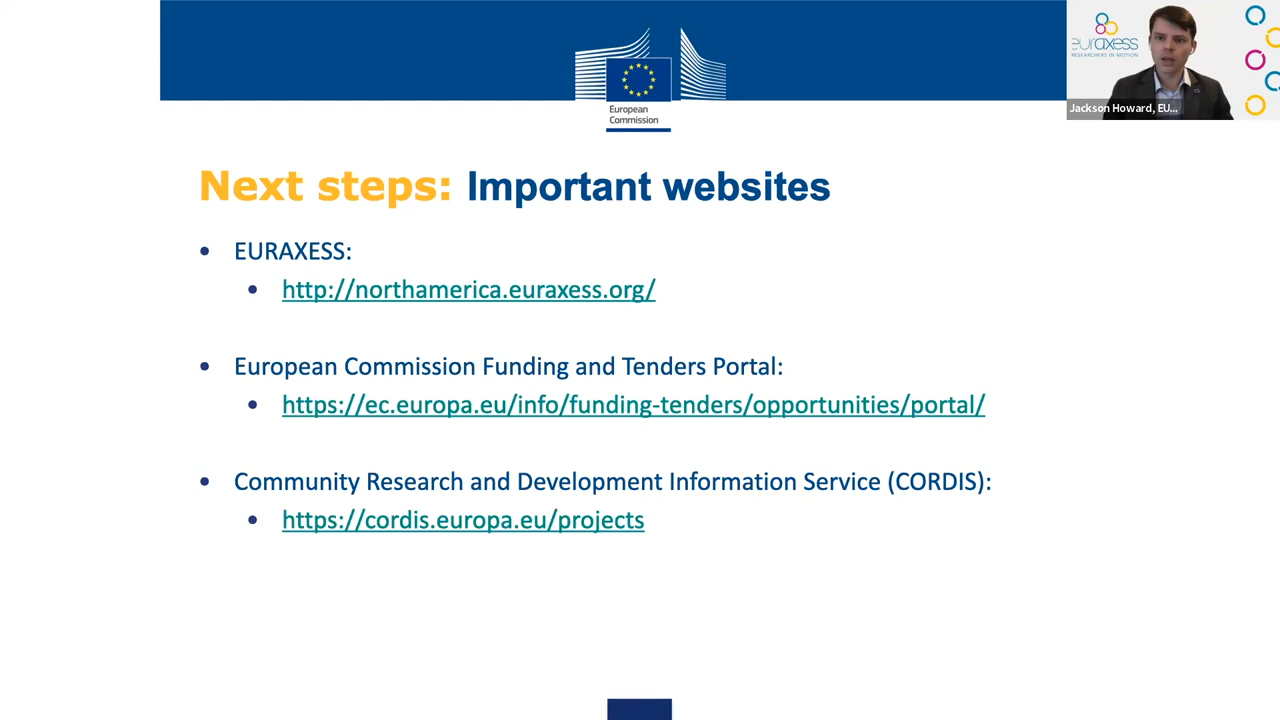 European
Commission
euraxess
RESEARCHERS IN MOTION
Jackson Howard, EU...
Next steps: Important websites
• EURAXESS:
• http://northamerica.euraxess.org/
• European Commission Funding and Tenders Portal:
• https://ec.europa.eu/info/funding-tenders/opportunities/portal/
• Community Research and Development Information Service (CORDIS):
• https://cordis.europa.eu/projects